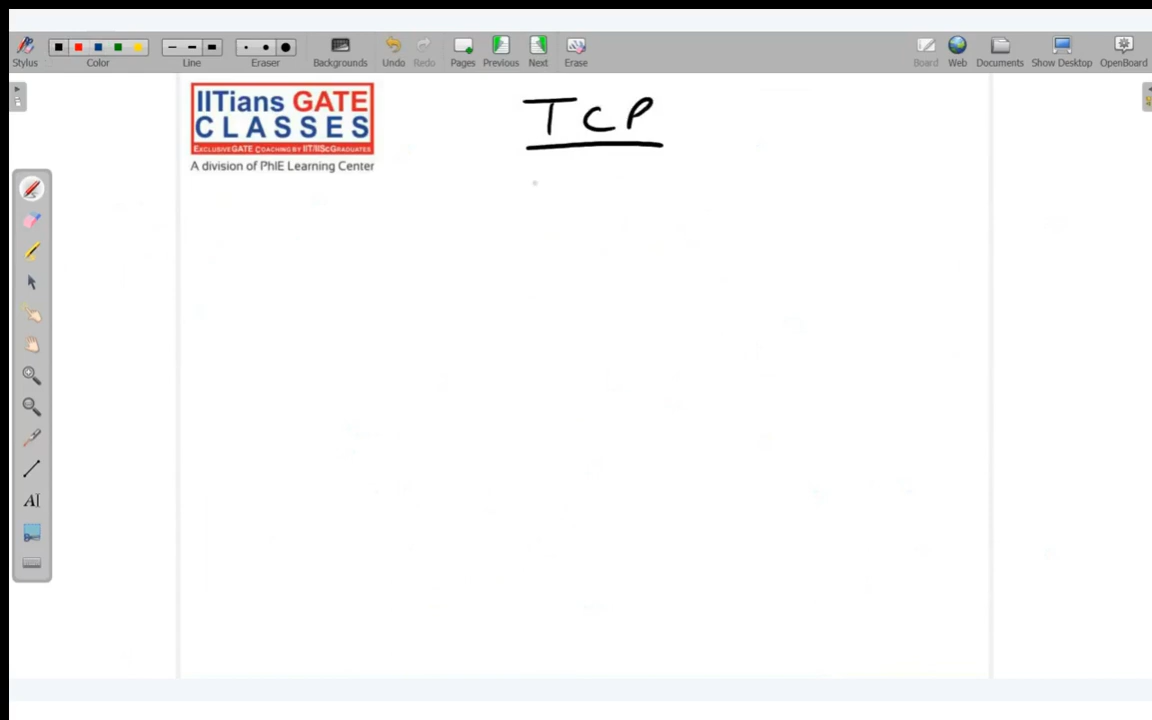 Stylus
Color
Line
Eraser
Backgrounds
Undo
Redo
Pages
Previous
Next
Erase
Board
Web
Documents
Show Desktop
OpenBoard
IITians GATE
CLASSES
EXCLUSIVE GATE COACHING BY IIT/IISc GRADUATES
A division of PhIE Learning Center
TCP
AI